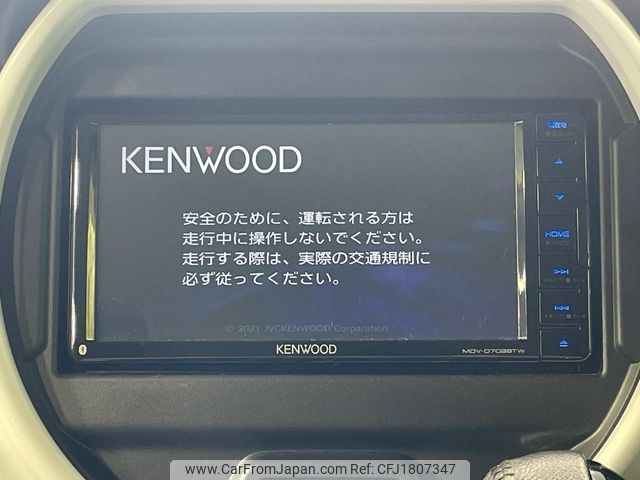 KENWOOD
安全のために、運転される方は
走行中に操作しないでください。
走行する際は、実際の交通規制に
必ず従ってください。
© 2021 JVCKENWOOD Corporation
HOME
KENWOOD
MDV-D709BTW
www.CarFromJapan.com | Ref-ID: CFJ1807347